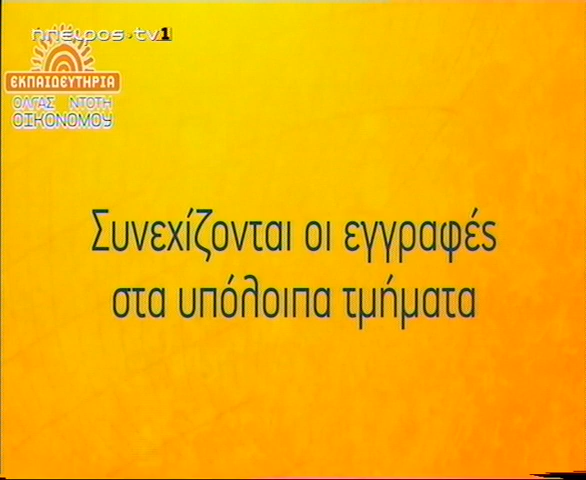 ηπειρος.tv1
ΕΚΠΑΙΔΕΥΤΗΡΙΑ
ΟΛΓΑΣ ΝΤΟΤΗ
ΟΙΚΟΝΟΜΟΥ
Συνεχίζονται οι εγγραφές
στα υπόλοιπα τμήματα